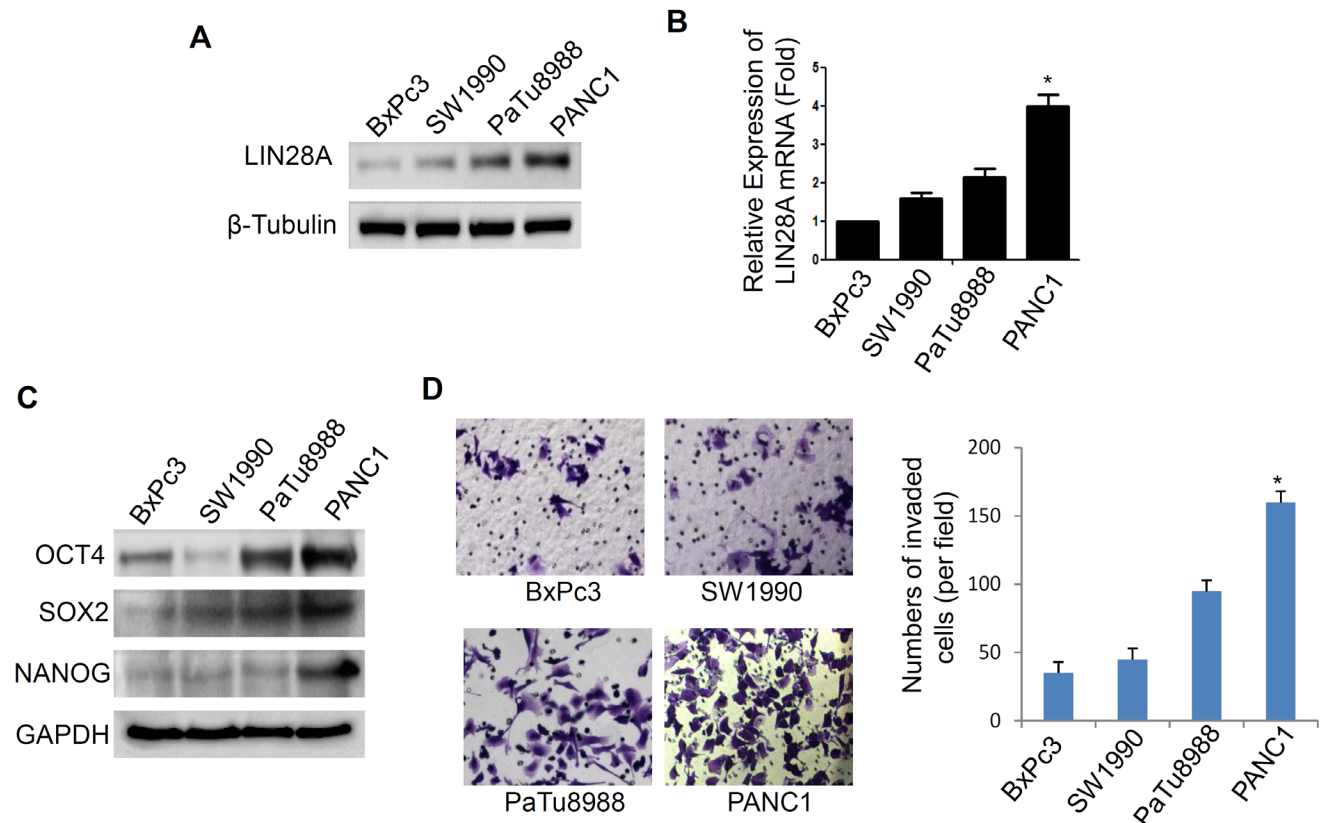 A
BxPc3
SW1990
PaTu8988
PANC1
LIN28A
β-Tubulin
B
Relative Expression of
LIN28A mRNA (Fold)
5
4
3
2
1
0
*
BxPc3
SW1990
PaTu8988
PANC1
C
BxPc3
SW1990
PaTu8988
PANC1
OCT4
SOX2
NANOG
GAPDH
D
BxPc3
SW1990
PaTu8988
PANC1
Numbers of invaded
cells (per field)
200
150
100
50
0
*
BxPc3
SW1990
PaTu8988
PANC1